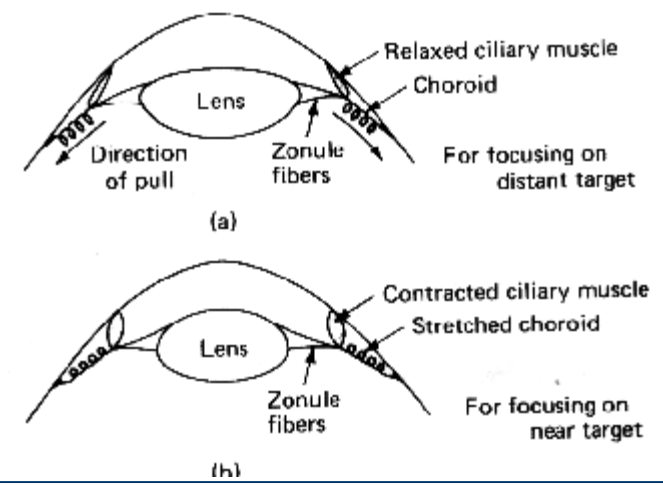 Relaxed ciliary muscle
Choroid
Lens
Direction
of pull
Zonule
fibers
For focusing on
distant target
(a)
Contracted ciliary muscle
Stretched choroid
Lens
Zonule
fibers
For focusing on
near target
(b)